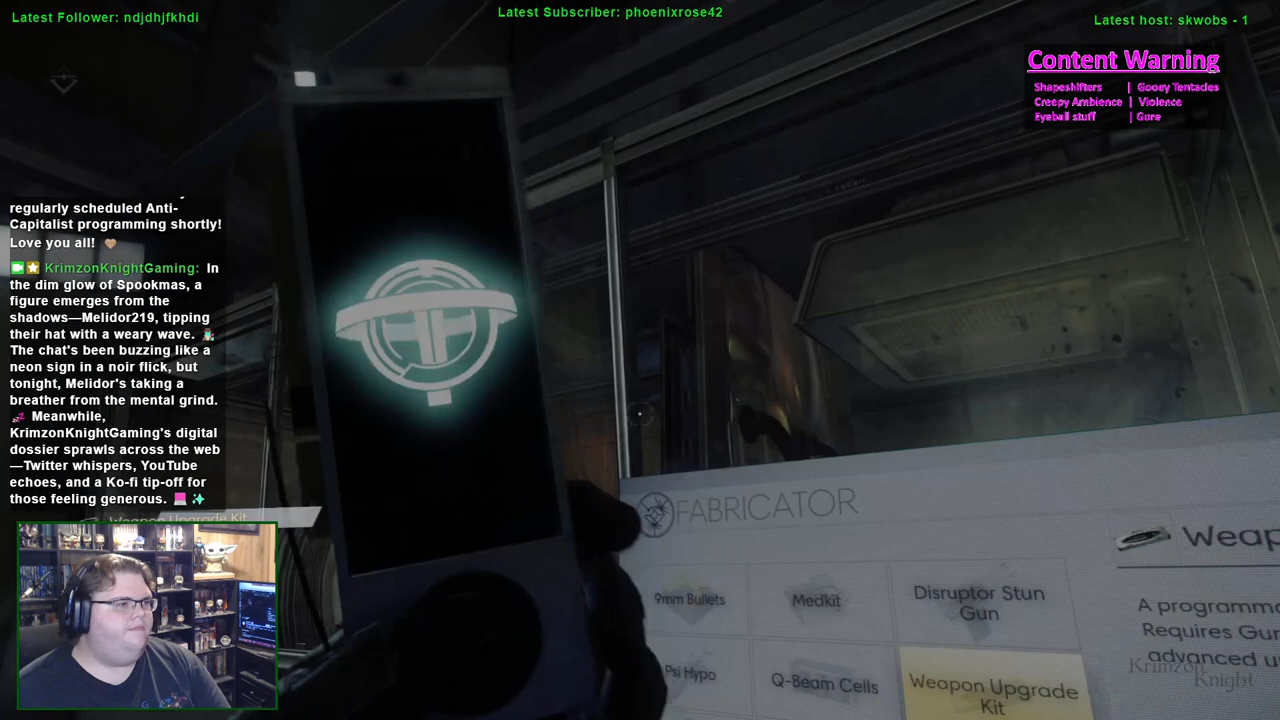 Latest Follower: ndjdhjfkhdi
Latest Subscriber: phoenixrose42
Latest host: skwobs - 1
Content Warning
Shapeshifters | Gooey Tentacles
Creepy Ambience | Violence
Eyeball stuff | Gore
regularly scheduled Anti-
Capitalist programming shortly!
Love you all! 🤎
KrimzonKnightGaming: In
the dim glow of Spookmas, a
figure emerges from the
shadows—Melidor219, tipping
their hat with a weary wave.
The chat's been buzzing like a
neon sign in a noir flick, but
tonight, Melidor's taking a
breather from the mental grind.
💤 Meanwhile,
KrimzonKnightGaming's digital
dossier sprawls across the web
—Twitter whispers, YouTube
echoes, and a Ko-fi tip-off for
those feeling generous. ✨
Weapon Upgrade Kit
FABRICATOR
9mm Bullets
Medkit
Disruptor Stun
Gun
Psi Hypo
Q-Beam Cells
Weapon Upgrade
Kit
Weap
A programma
Requires Gun
advanced u
Krimzon
Knight